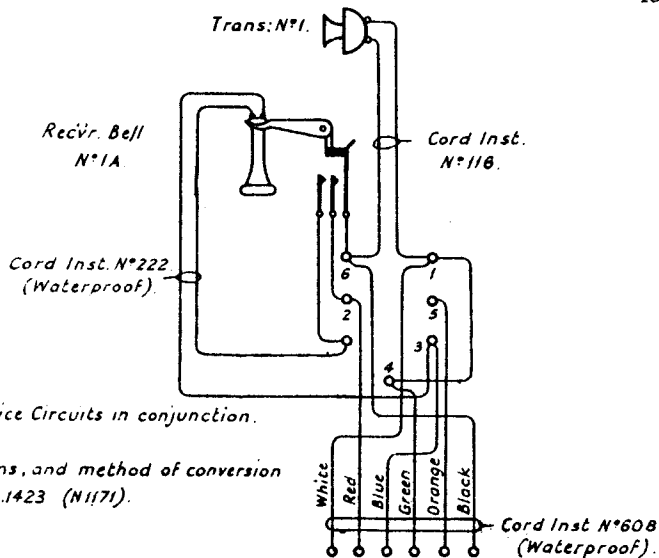 Trans: Nº1.
Rec'vr. Bell
Nº1A
Cord Inst.
Nº116
Cord Inst. Nº222
(Waterproof).
6
1
2
5
3
4
ice Circuits in conjunction.
ns, and method of conversion
.1423 (N1171).
White
Red
Blue
Green
Orange
Black
Cord Inst Nº608
(Waterproof).